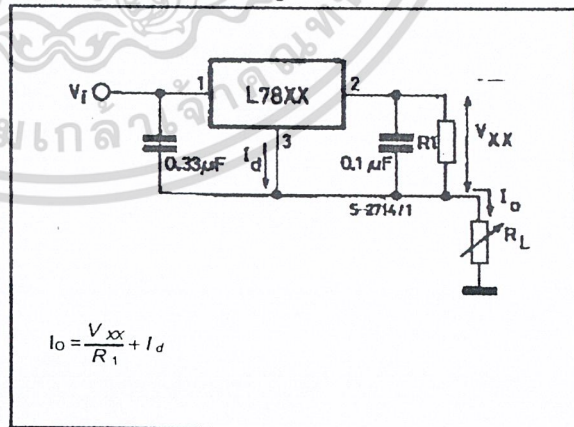 L78XX
1
2
3
Vi
Id
0.33μF
0.1 μF
R1
VXX
Io
S-2714/1
RL
Io = VXX / R1 + Id